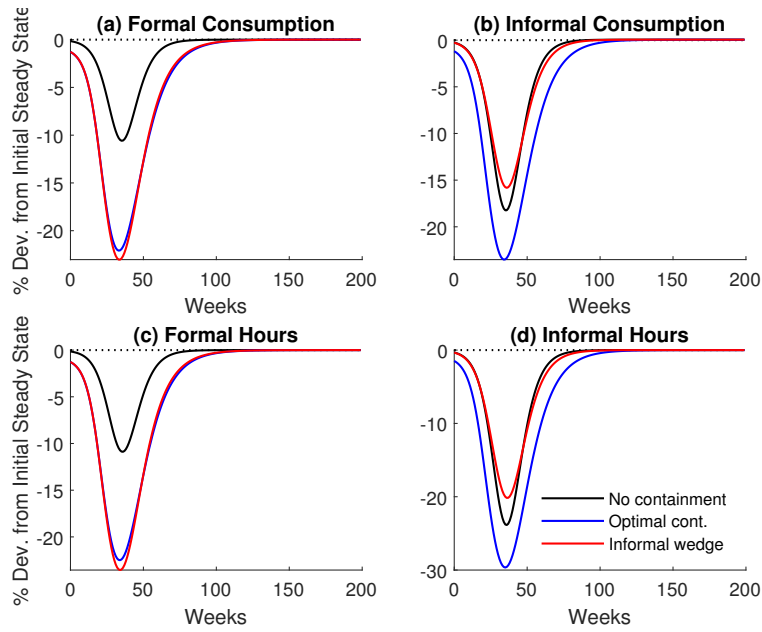 (a) Formal Consumption
% Dev. from Initial Steady State
0
-5
-10
-15
-20
0 50 100 150 200
Weeks
(b) Informal Consumption
0
-5
-10
-15
-20
0 50 100 150 200
Weeks
(c) Formal Hours
% Dev. from Initial Steady State
0
-5
-10
-15
-20
0 50 100 150 200
Weeks
(d) Informal Hours
0
-10
-20
-30
No containment
Optimal cont.
Informal wedge
0 50 100 150 200
Weeks